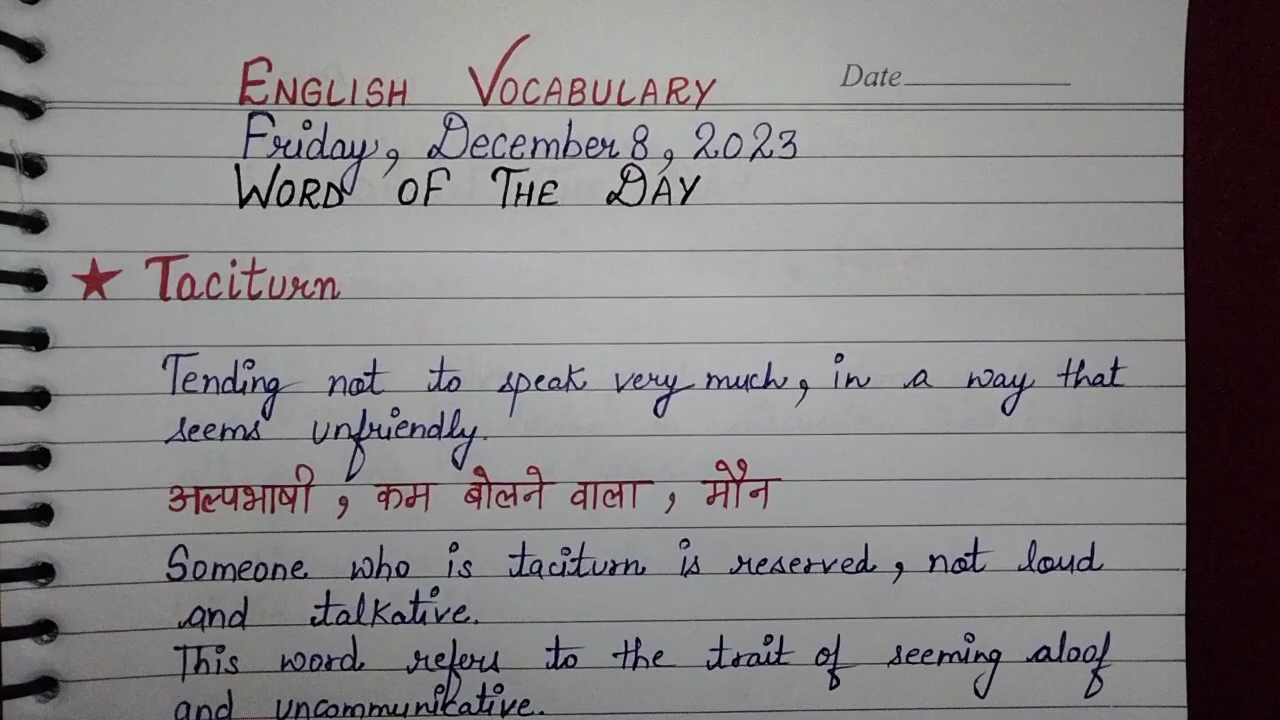 ENGLISH VOCABULARY
Date
Friday, December 8, 2023
WORD OF THE DAY
★ Taciturn
Tending not to speak very much, in a way that
seems unfriendly.
अल्पभाषी, कम बोलने वाला, मौन
Someone who is taciturn is reserved, not loud
and talkative.
This word refers to the trait of seeming aloof
and uncommunikative.